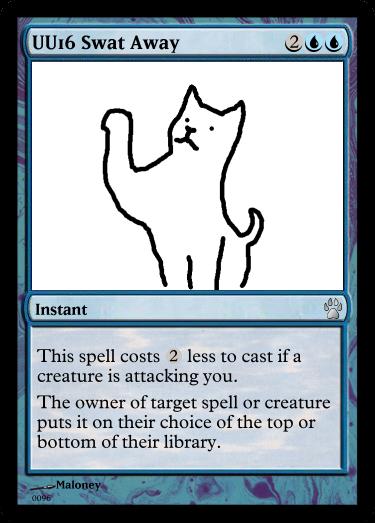 UU16 Swat Away 2
Instant
This spell costs 2 less to cast if a
creature is attacking you.
The owner of target spell or creature
puts it on their choice of the top or
bottom of their library.
Maloney
0096